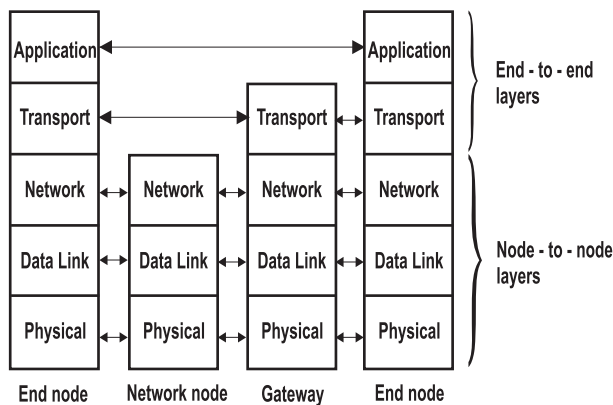 Application
Application
End - to - end
layers
Transport
Transport
Transport
Network
Network
Network
Network
Node - to - node
layers
Data Link
Data Link
Data Link
Data Link
Physical
Physical
Physical
Physical
End node
Network node
Gateway
End node